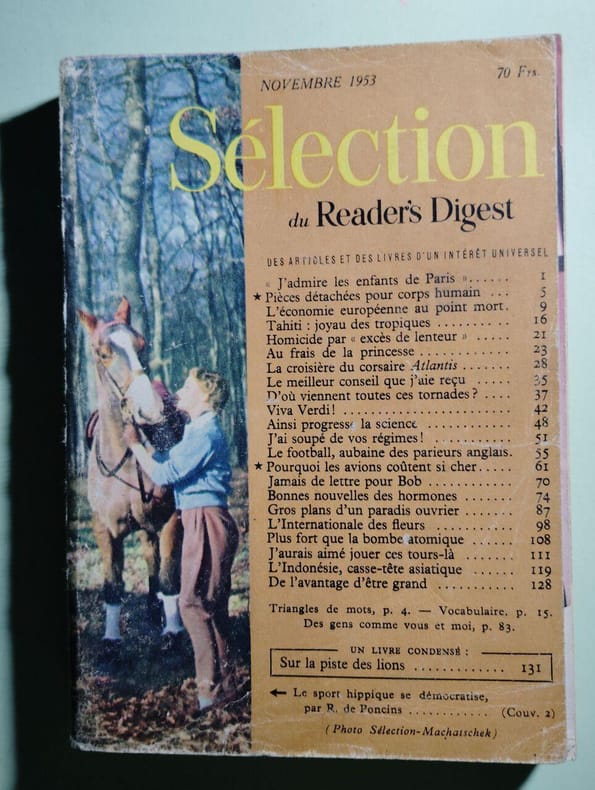 NOVEMBRE 1953
70 Frs.
Sélection
du Reader's Digest
DES ARTICLES ET DES LIVRES D'UN INTÉRÊT UNIVERSEL
« J'admire les enfants de Paris » ...... 1
★ Pièces détachées pour corps humain ... 5
L'économie européenne au point mort. 9
Tahiti : joyau des tropiques .......... 16
Homicide par « excès de lenteur » ..... 21
Au frais de la princesse ............ 23
La croisière du corsaire Atlantis ....... 28
Le meilleur conseil que j'aie reçu ..... 35
D'où viennent toutes ces tornades ? .... 37
Viva Verdi ! ..................... 42
Ainsi progresse la science ........... 48
J'ai soupé de vos régimes ! .......... 51
Le football, aubaine des parieurs anglais. 55
★ Pourquoi les avions coûtent si cher..... 61
Jamais de lettre pour Bob ........... 70
Bonnes nouvelles des hormones ....... 74
Gros plans d'un paradis ouvrier ....... 87
L'Internationale des fleurs .......... 98
Plus fort que la bombe atomique ...... 108
J'aurais aimé jouer ces tours-là ....... 111
L'Indonésie, casse-tête asiatique ...... 119
De l'avantage d'être grand .......... 128
Triangles de mots, p. 4. — Vocabulaire, p. 15.
Des gens comme vous et moi, p. 83.
UN LIVRE CONDENSÉ :
Sur la piste des lions ............. 131
← Le sport hippique se démocratise,
par R. de Poncins ........... (Couv. 2)
(Photo Sélection-Machatschek)